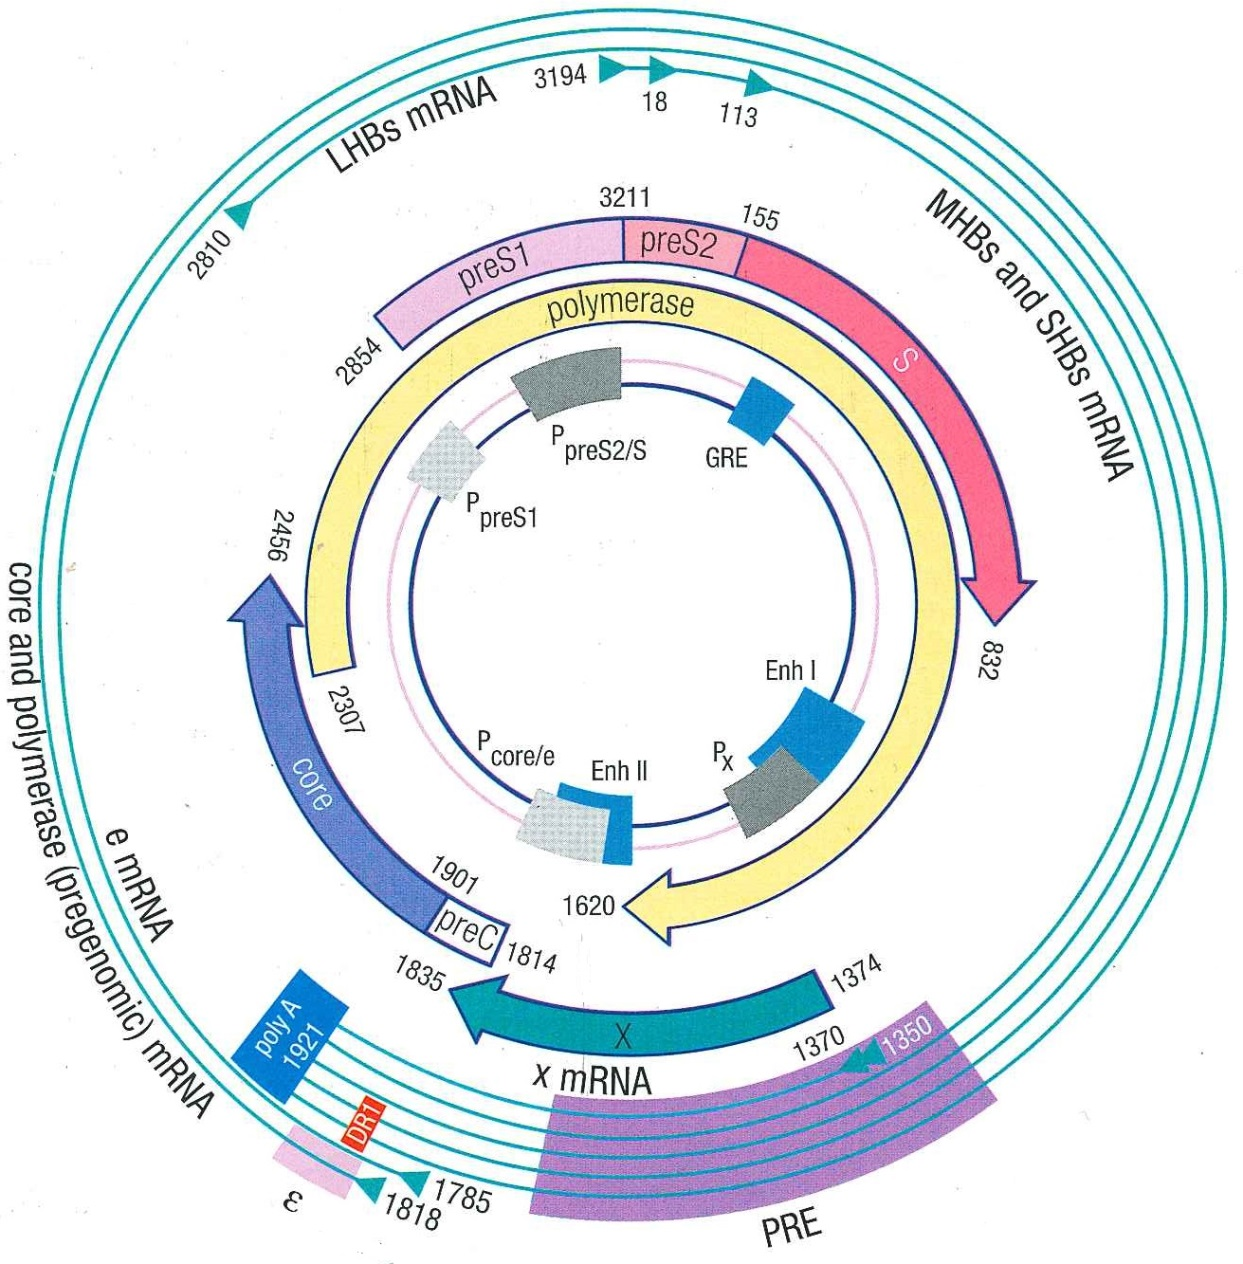 3194
18
113
LHBs mRNA
2810
MHBs and SHBs mRNA
3211
155
preS1
preS2
polymerase
S
2854
P preS2/S
GRE
P preS1
2456
832
2307
Enh I
P X
P core/e
Enh II
core
1901
preC
1620
1814
1835
1374
X
1370
1350
x mRNA
core and polymerase (pregenomic) mRNA
e mRNA
poly A
1921
DR1
ε
1818
1785
PRE